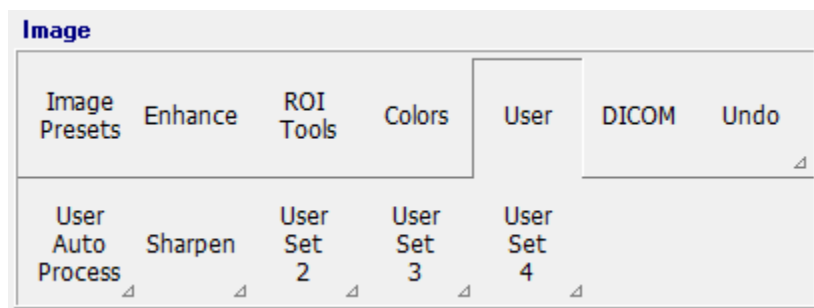 Image
Image Presets
Enhance
ROI Tools
Colors
User
DICOM
Undo
User Auto Process
Sharpen
User Set 2
User Set 3
User Set 4